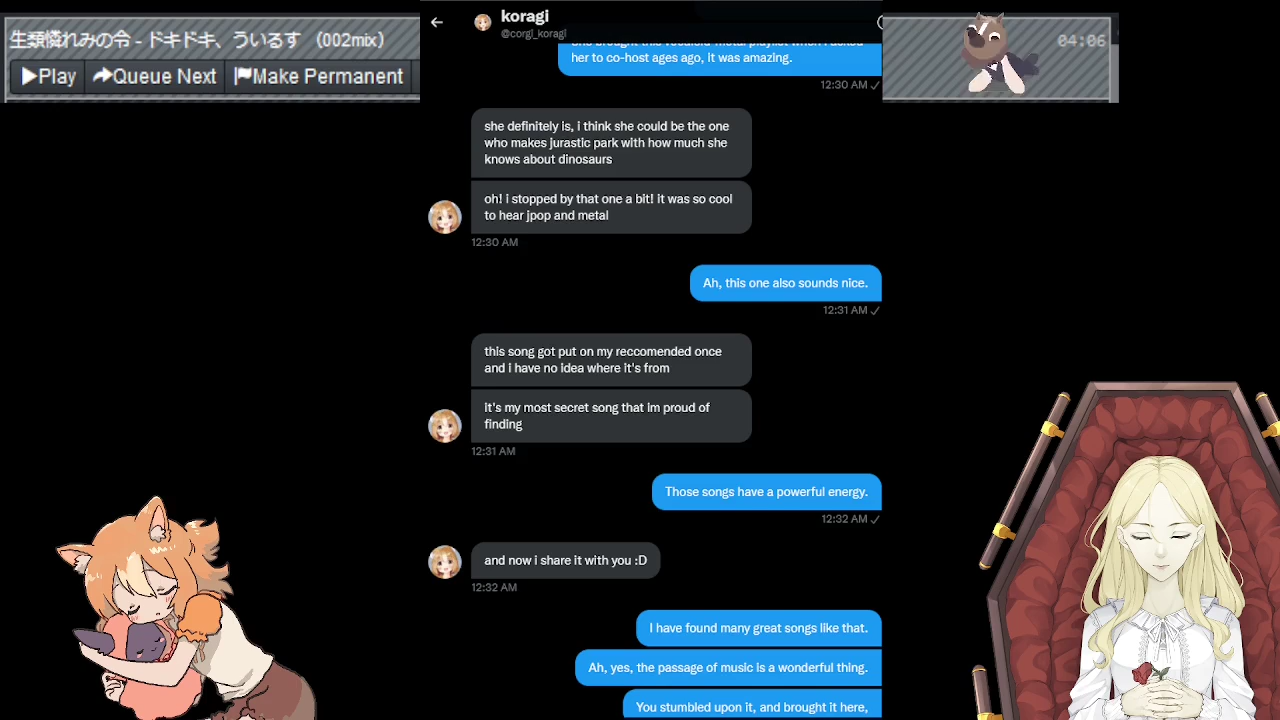 生類憐れみの令 - ドキドキ、ういるす （002mix）
▶Play
Queue Next
Make Permanent
04:06
koragi
@corgi_koragi
She brought this vocaloid-metal playlist when I asked
her to co-host ages ago, it was amazing.
12:30 AM ✓
she definitely is, i think she could be the one
who makes jurastic park with how much she
knows about dinosaurs
oh! i stopped by that one a bit! it was so cool
to hear jpop and metal
12:30 AM
Ah, this one also sounds nice.
12:31 AM ✓
this song got put on my reccomended once
and i have no idea where it's from
it's my most secret song that im proud of
finding
12:31 AM
Those songs have a powerful energy.
12:32 AM ✓
and now i share it with you :D
12:32 AM
I have found many great songs like that.
Ah, yes, the passage of music is a wonderful thing.
You stumbled upon it, and brought it here,